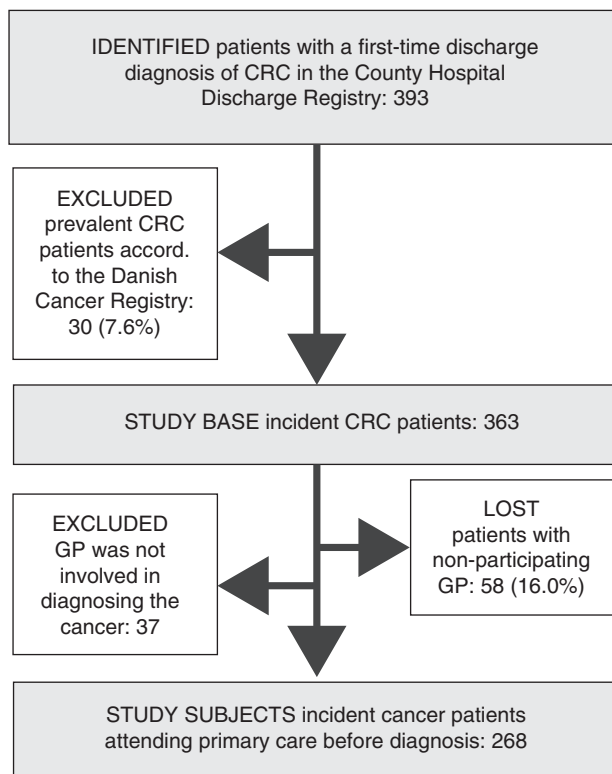 IDENTIFIED patients with a first-time discharge
diagnosis of CRC in the County Hospital
Discharge Registry: 393
EXCLUDED
prevalent CRC
patients accord.
to the Danish
Cancer Registry:
30 (7.6%)
STUDY BASE incident CRC patients: 363
EXCLUDED
GP was not
involved in
diagnosing the
cancer: 37
LOST
patients with
non-participating
GP: 58 (16.0%)
STUDY SUBJECTS incident cancer patients
attending primary care before diagnosis: 268